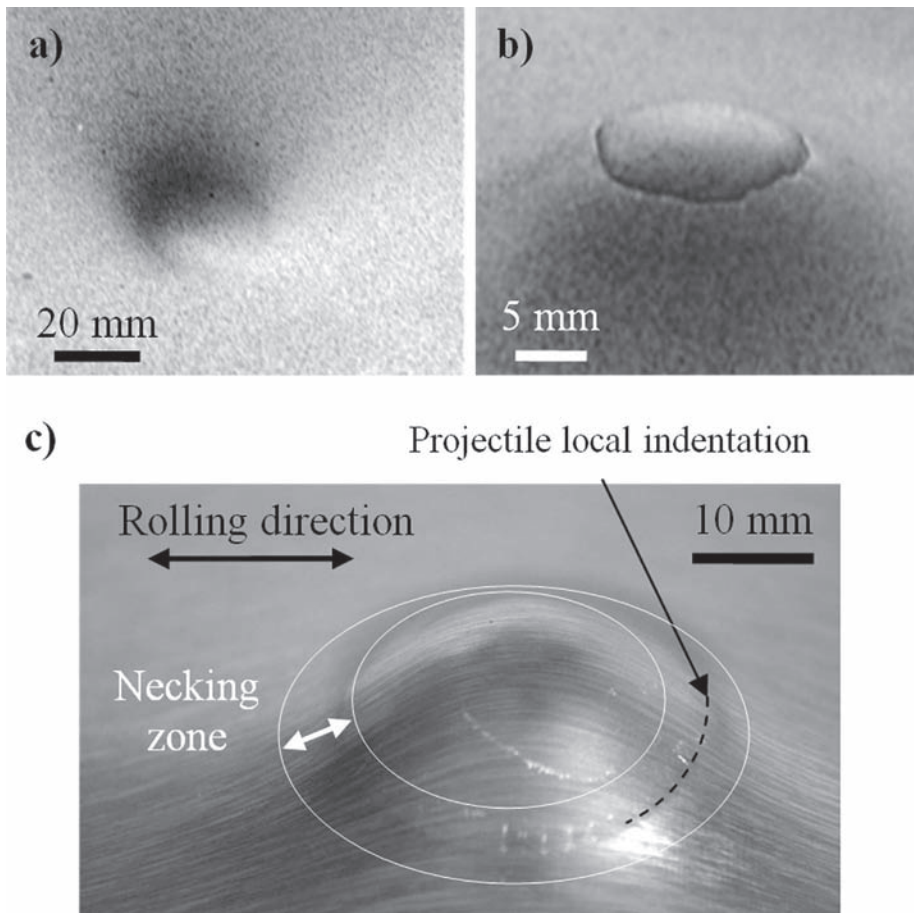 a)
20 mm
b)
5 mm
c)
Projectile local indentation
Rolling direction
10 mm
Necking
zone